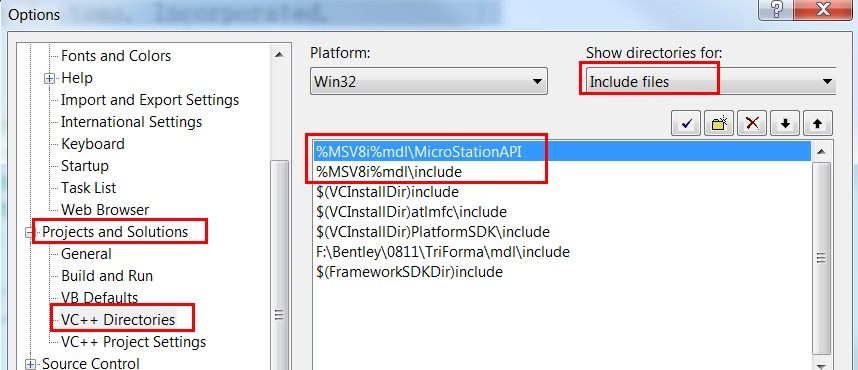 stems, Incorporated.
Options
?
Fonts and Colors
Help
Import and Export Settings
International Settings
Keyboard
Startup
Task List
Web Browser
Projects and Solutions
General
Build and Run
VB Defaults
VC++ Directories
VC++ Project Settings
Source Control
Platform:
Win32
Show directories for:
Include files
%MSV8i%mdl\MicroStationAPI
%MSV8i%mdl\include
$(VCInstallDir)include
$(VCInstallDir)atlmfc\include
$(VCInstallDir)PlatformSDK\include
F:\Bentley\0811\TriForma\mdl\include
$(FrameworkSDKDir)include